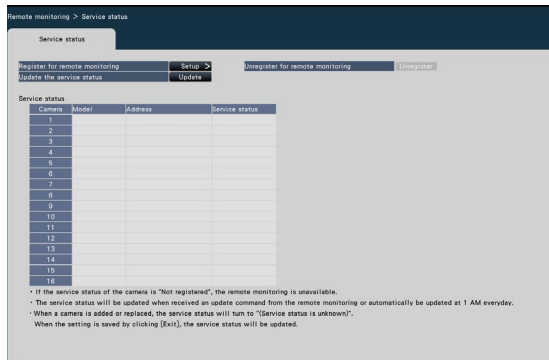 Remote monitoring > Service status
Service status
Register for remote monitoring Setup > Unregister for remote monitoring Unregister
Update the service status Update
Service status
Camera Model Address Service status
1
2
3
4
5
6
7
8
9
10
11
12
13
14
15
16
・If the service status of the camera is "Not registered", the remote monitoring is unavailable.
・The service status will be updated when received an update command from the remote monitoring or automatically be updated at 1 AM everyday.
・When a camera is added or replaced, the service status will turn to "(Service status is unknown)".
When the setting is saved by clicking [Exit], the service status will be updated.